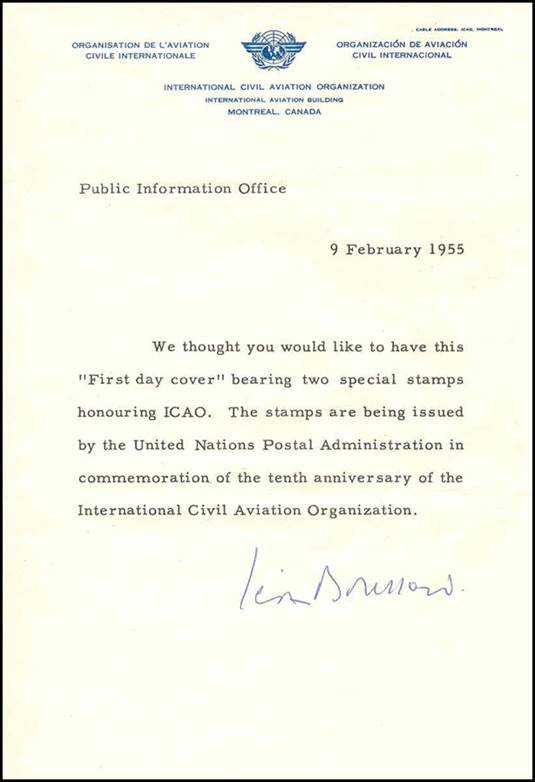 . CABLE ADDRESS: ICAO, MONTREAL
ORGANISATION DE L'AVIATION
CIVILE INTERNATIONALE
ORGANIZACIÓN DE AVIACIÓN
CIVIL INTERNACIONAL
INTERNATIONAL CIVIL AVIATION ORGANIZATION
INTERNATIONAL AVIATION BUILDING
MONTREAL, CANADA
Public Information Office
9 February 1955
We thought you would like to have this
"First day cover" bearing two special stamps
honouring ICAO. The stamps are being issued
by the United Nations Postal Administration in
commemoration of the tenth anniversary of the
International Civil Aviation Organization.